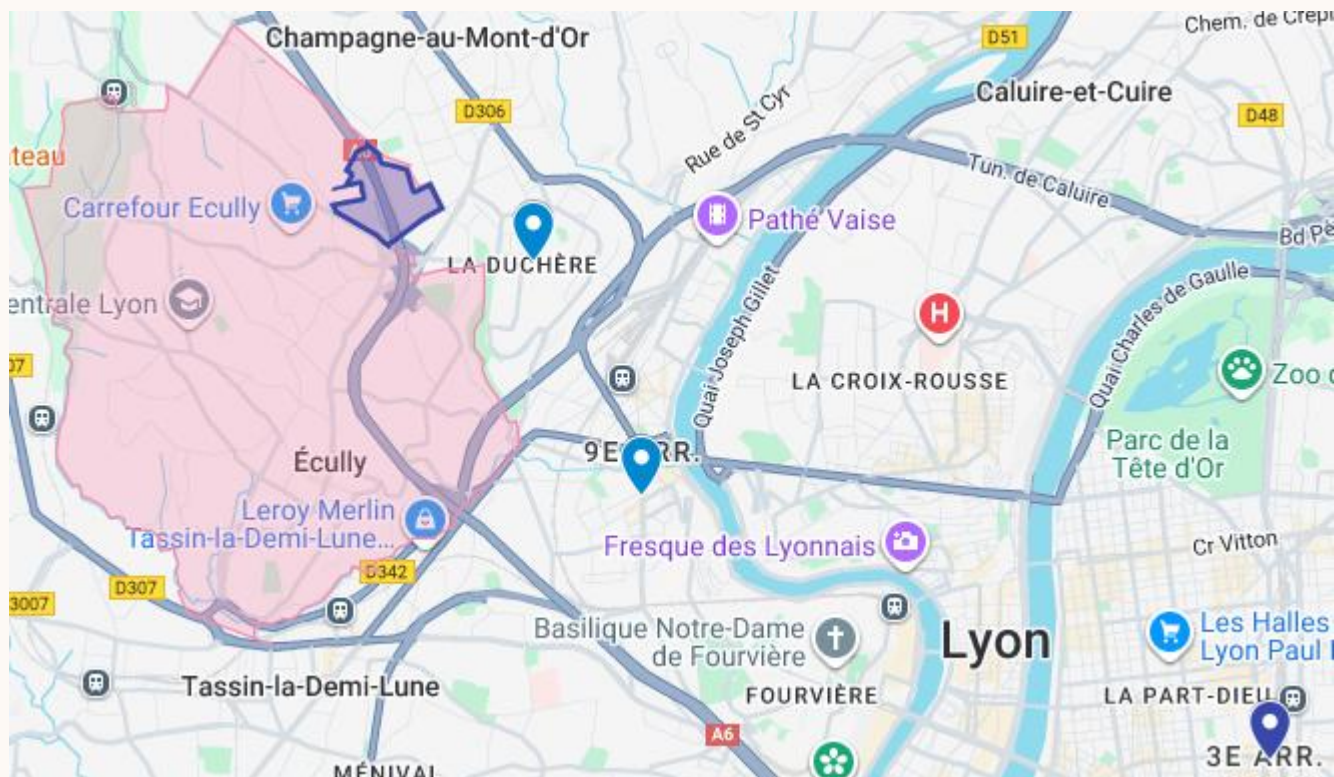 Chem. de Crépi
Champagne-au-Mont-d'Or
D51
Caluire-et-Cuire
D306
D48
Rue de St Cyr
teau
Tun. de Caluire
Carrefour Ecully
Pathé Vaise
Bd Pè
LA DUCHÈRE
entrale Lyon
Quai Joseph Gillet
Quai Charles de Gaulle
H
07
LA CROIX-ROUSSE
Zoo d
Parc de la
Tête d'Or
9E ARR.
Écully
Leroy Merlin
Tassin-la-Demi-Lune...
Fresque des Lyonnais
Cr Vitton
D342
D307
3007
Basilique Notre-Dame
de Fourvière
Lyon
Les Halles
Lyon Paul
Tassin-la-Demi-Lune
FOURVIÈRE
LA PART-DIEU
A6
3E ARR.
MÉNIVAL